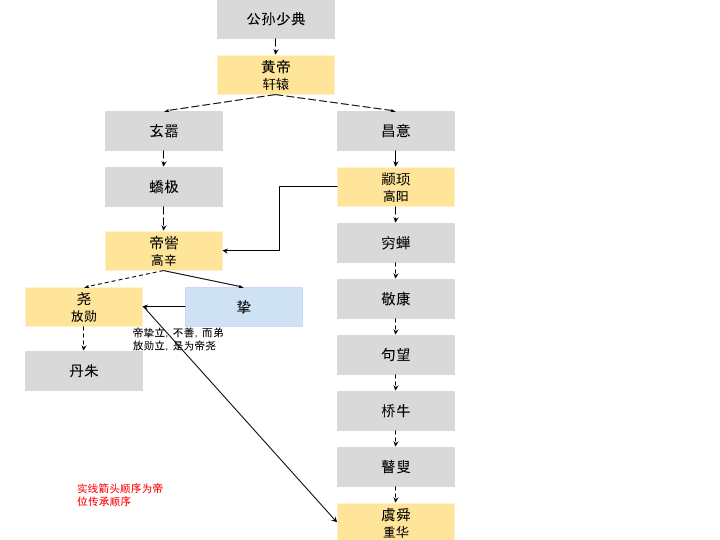 公孙少典
黄帝
轩辕
玄嚣
昌意
蟜极
颛顼
高阳
帝喾
高辛
穷蝉
尧
放勋
挚
敬康
帝挚立，不善，而弟
放勋立，是为帝尧
句望
丹朱
桥牛
瞽叟
实线箭头顺序为帝
位传承顺序
虞舜
重华